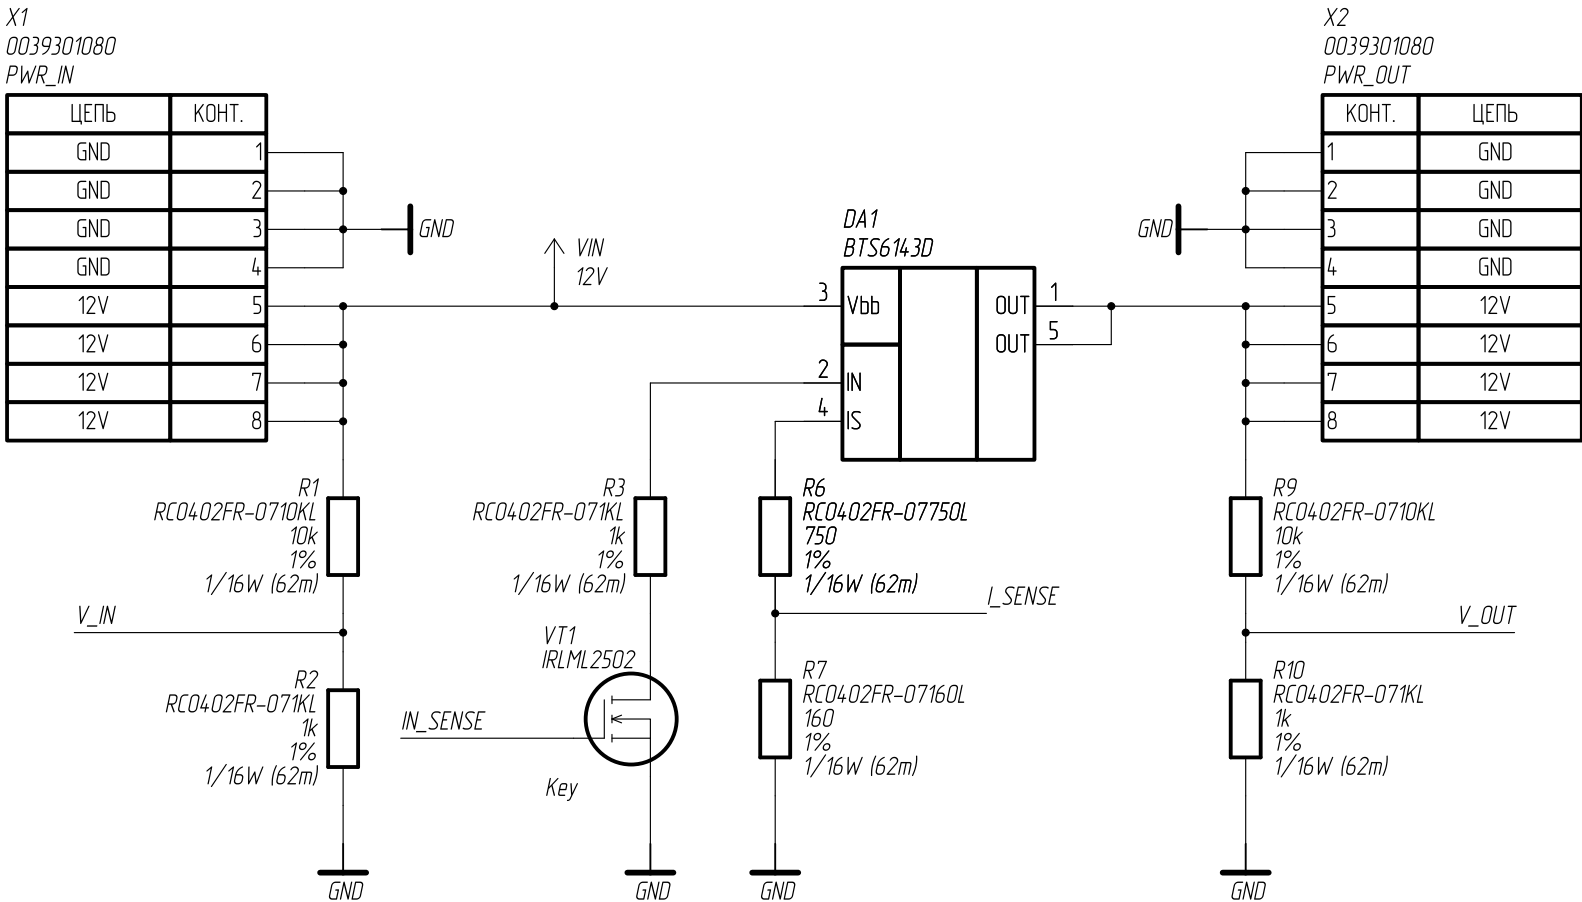 X1
0039301080
PWR_IN
ЦЕПЬ КОНТ.
GND 1
GND 2
GND 3
GND 4
12V 5
12V 6
12V 7
12V 8
GND
VIN
12V
DA1
BTS6143D
3 Vbb
2 IN
4 IS
OUT 1
OUT 5
X2
0039301080
PWR_OUT
КОНТ. ЦЕПЬ
1 GND
2 GND
3 GND
4 GND
5 12V
6 12V
7 12V
8 12V
GND
R1
RC0402FR-0710KL
10k
1%
1/16W (62m)
V_IN
R2
RC0402FR-071KL
1k
1%
1/16W (62m)
GND
R3
RC0402FR-071KL
1k
1%
1/16W (62m)
VT1
IRLML2502
IN_SENSE
Key
GND
R6
RC0402FR-07750L
750
1%
1/16W (62m)
I_SENSE
R7
RC0402FR-07160L
160
1%
1/16W (62m)
GND
R9
RC0402FR-0710KL
10k
1%
1/16W (62m)
V_OUT
R10
RC0402FR-071KL
1k
1%
1/16W (62m)
GND